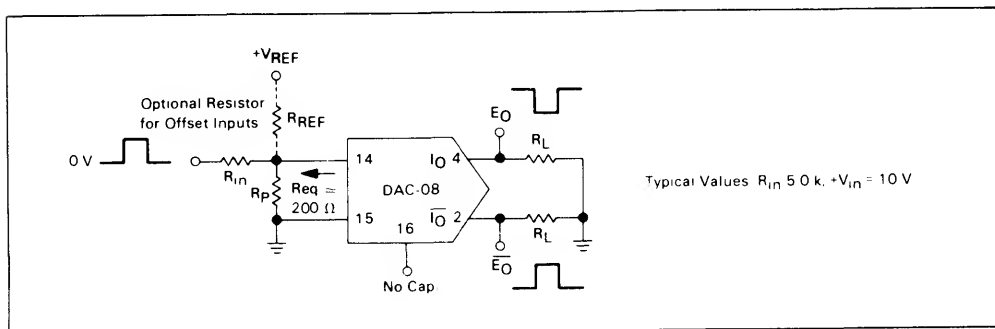 +VREF
Optional Resistor
for Offset Inputs
RREF
0 V
Rin
RP
Req =
200 Ω
14
15
16
DAC-08
IO 4
IO 2
No Cap
EO
RL
RL
EO
Typical Values Rin 5 0 k, +Vin = 10 V